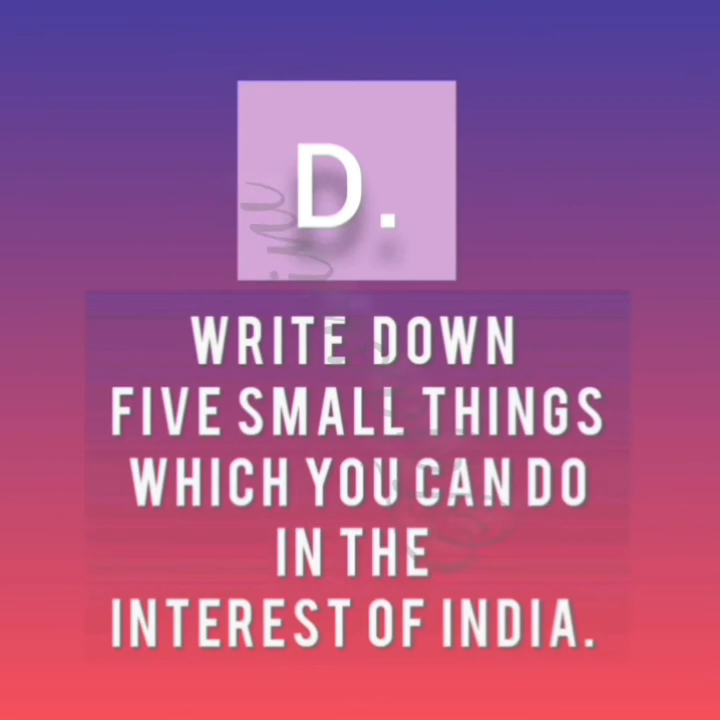 D.
WRITE DOWN
FIVE SMALL THINGS
WHICH YOU CAN DO
IN THE
INTEREST OF INDIA.